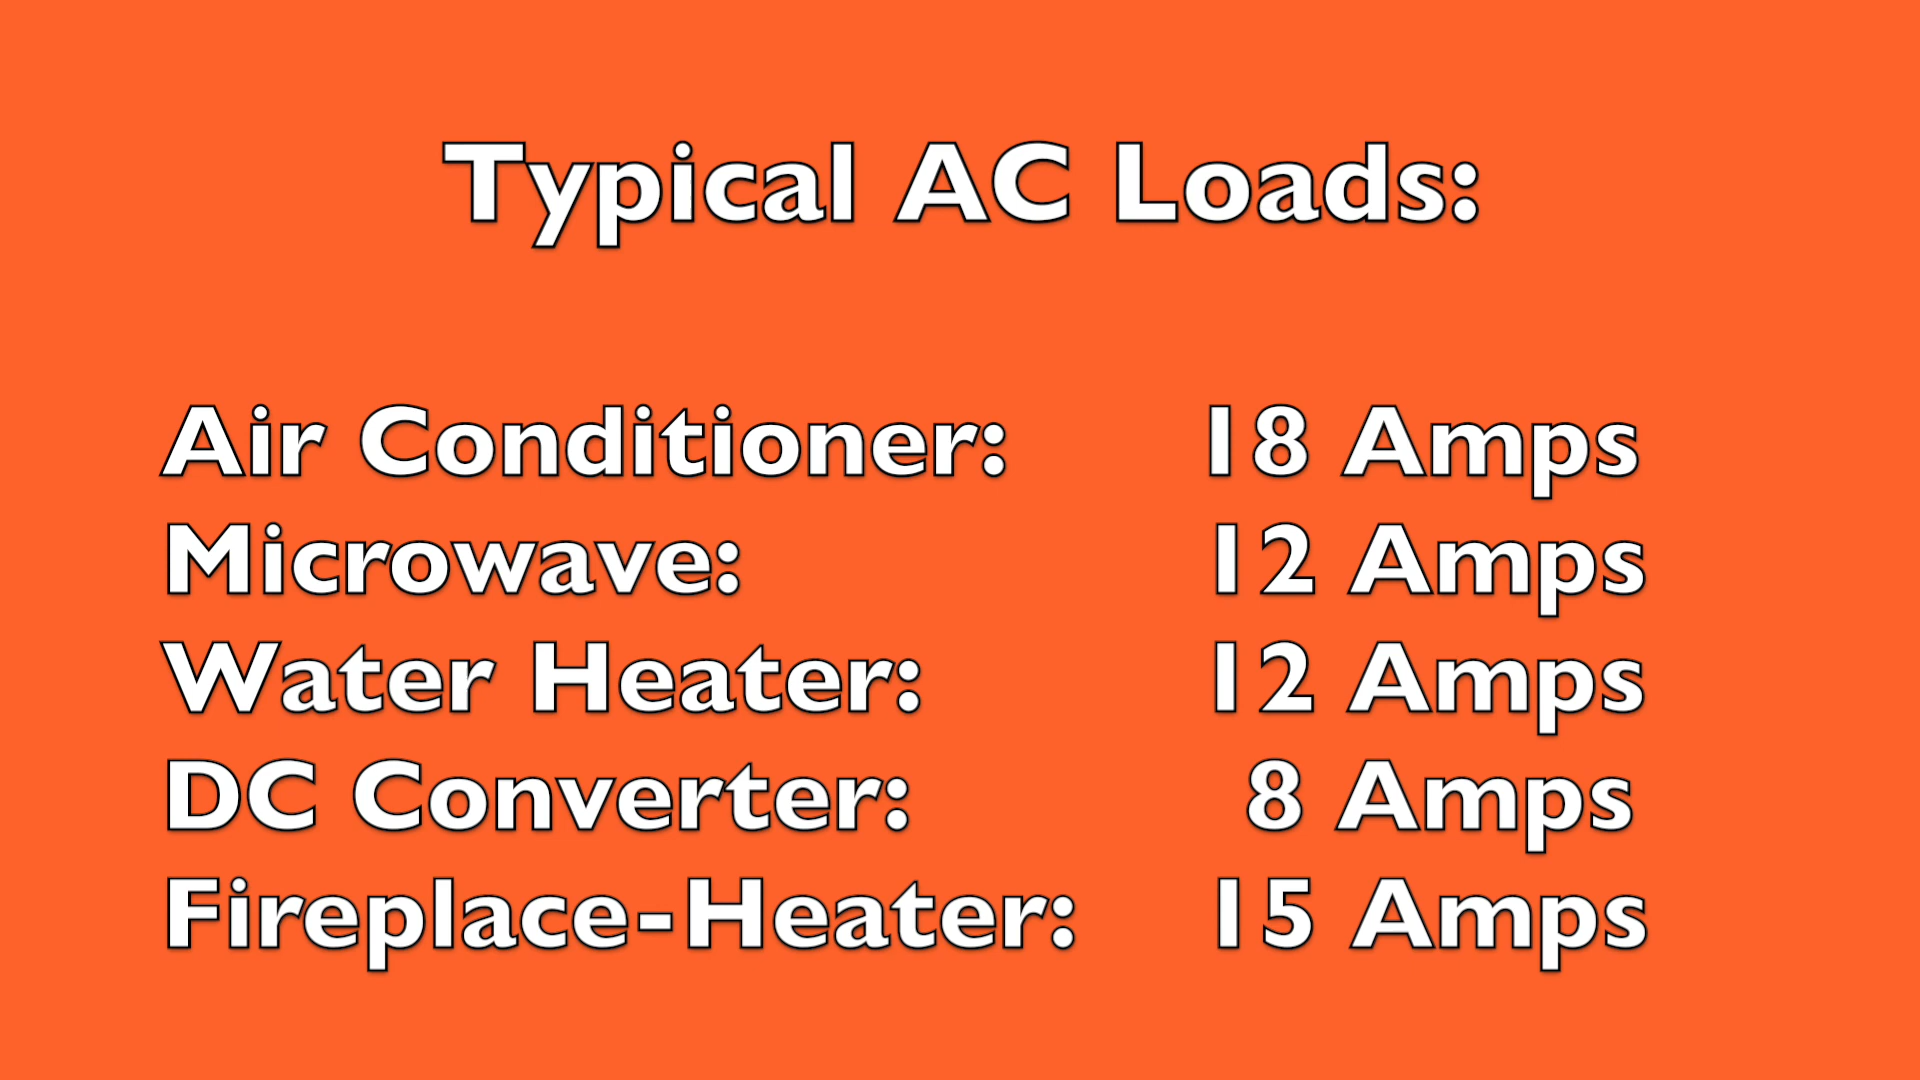 Typical AC Loads:
Air Conditioner: 18 Amps
Microwave: 12 Amps
Water Heater: 12 Amps
DC Converter: 8 Amps
Fireplace-Heater: 15 Amps